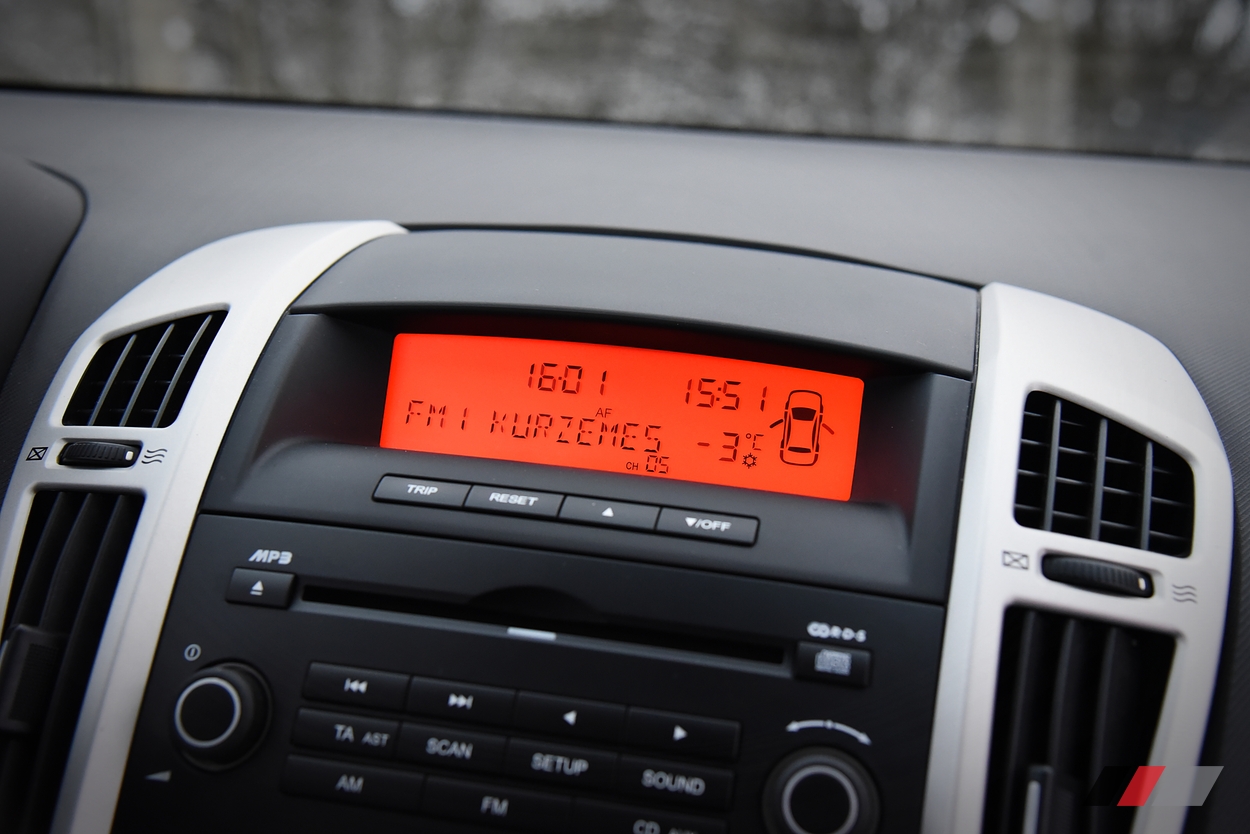 16:01 15:51
AF
FM1 KURZEMES -3°C
CH 05
TRIP RESET ▲ ▼/OFF
MP3
CD R·D·S
TA AST SCAN SETUP SOUND
AM FM CD